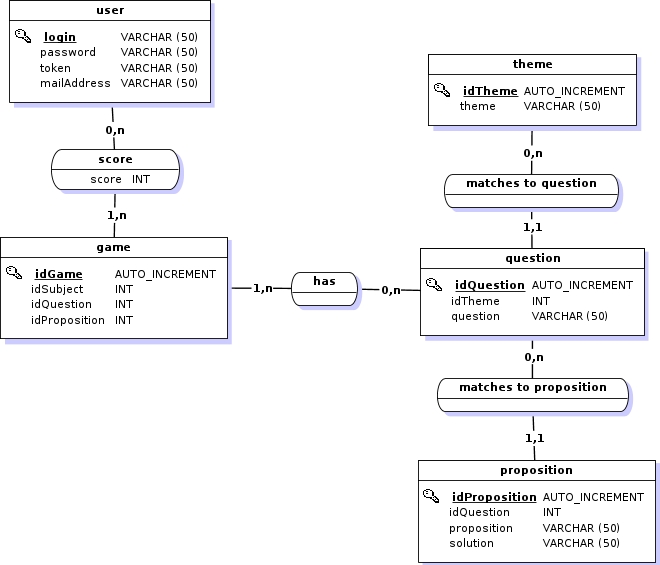 user
login VARCHAR (50)
password VARCHAR (50)
token VARCHAR (50)
mailAddress VARCHAR (50)
0,n
score
score INT
1,n
game
idGame AUTO_INCREMENT
idSubject INT
idQuestion INT
idProposition INT
1,n
has
0,n
theme
idTheme AUTO_INCREMENT
theme VARCHAR (50)
0,n
matches to question
1,1
question
idQuestion AUTO_INCREMENT
idTheme INT
question VARCHAR (50)
0,n
matches to proposition
1,1
proposition
idProposition AUTO_INCREMENT
idQuestion INT
proposition VARCHAR (50)
solution VARCHAR (50)